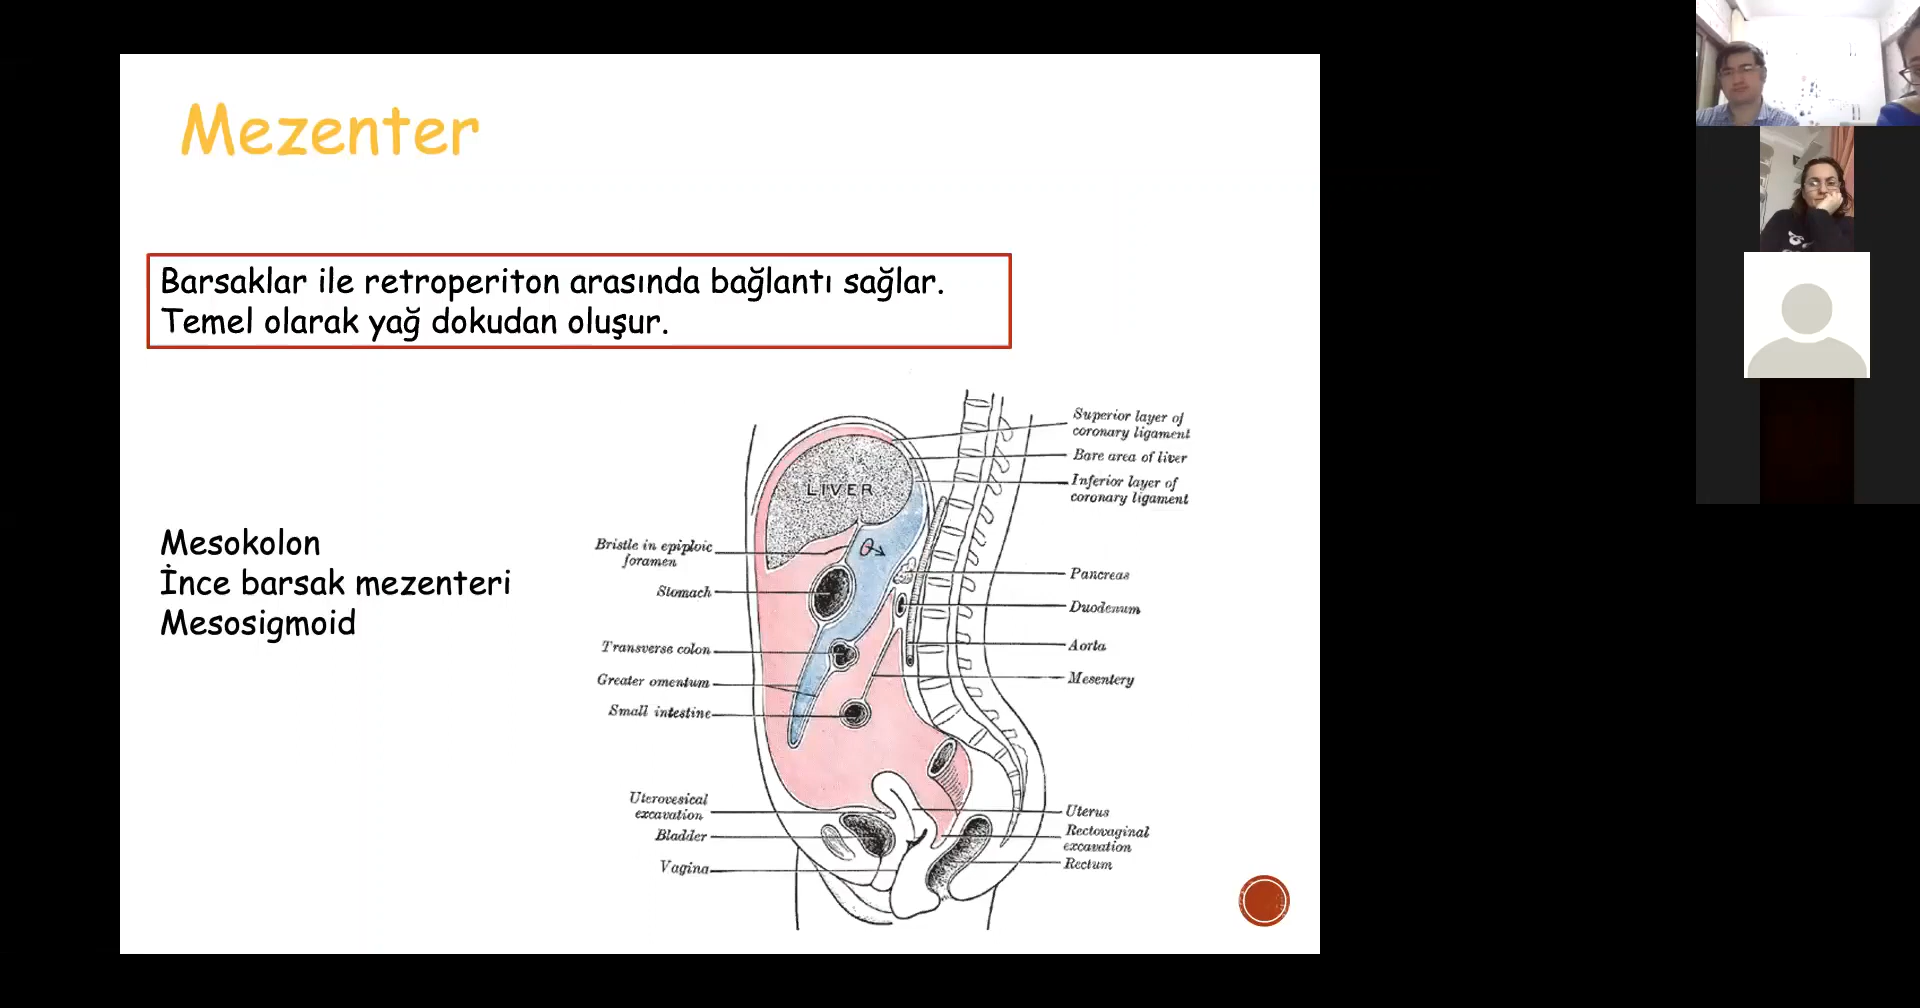 Mezenter
Barsaklar ile retroperiton arasında bağlantı sağlar.
Temel olarak yağ dokudan oluşur.
Mesokolon
İnce barsak mezenteri
Mesosigmoid
LIVER
Bristle in epiploic
foramen
Stomach
Transverse colon
Greater omentum
Small intestine
Uterovesical
excavation
Bladder
Vagina
Superior layer of
coronary ligament
Bare area of liver
Inferior layer of
coronary ligament
Pancreas
Duodenum
Aorta
Mesentery
Uterus
Rectovaginal
excavation
Rectum